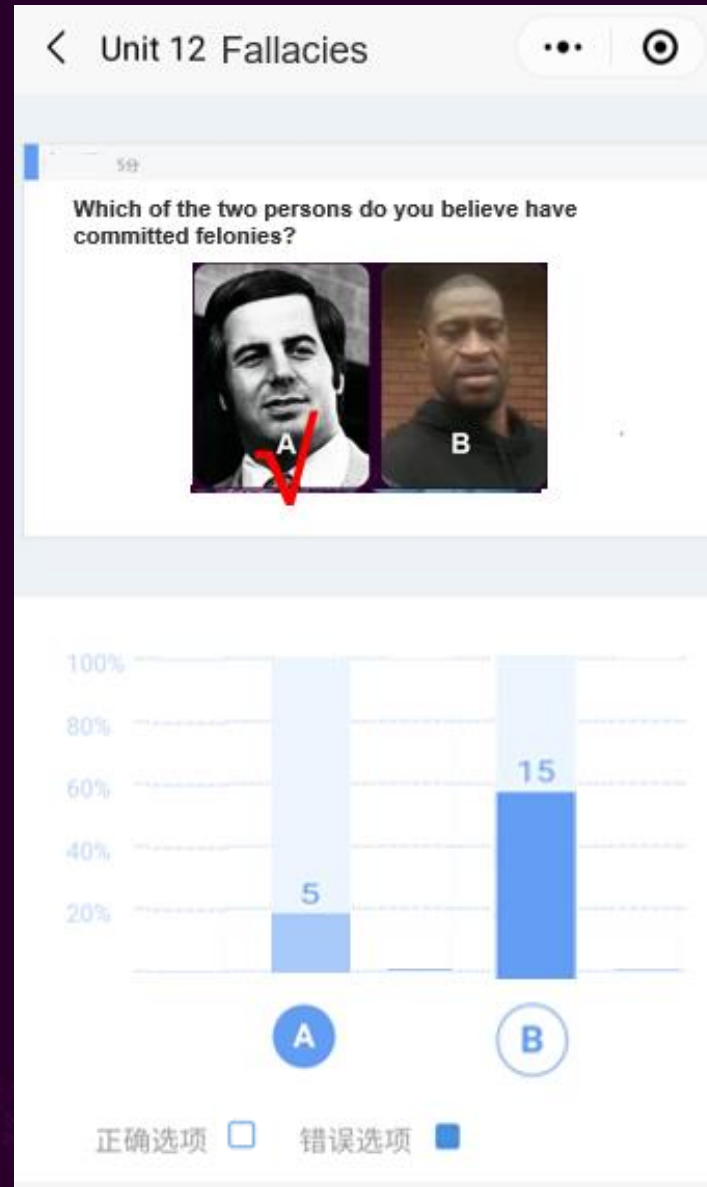 Unit 12 Fallacies
5分
Which of the two persons do you believe have
committed felonies?
A
B
100%
80%
60%
40%
20%
5
15
A
B
正确选项
错误选项